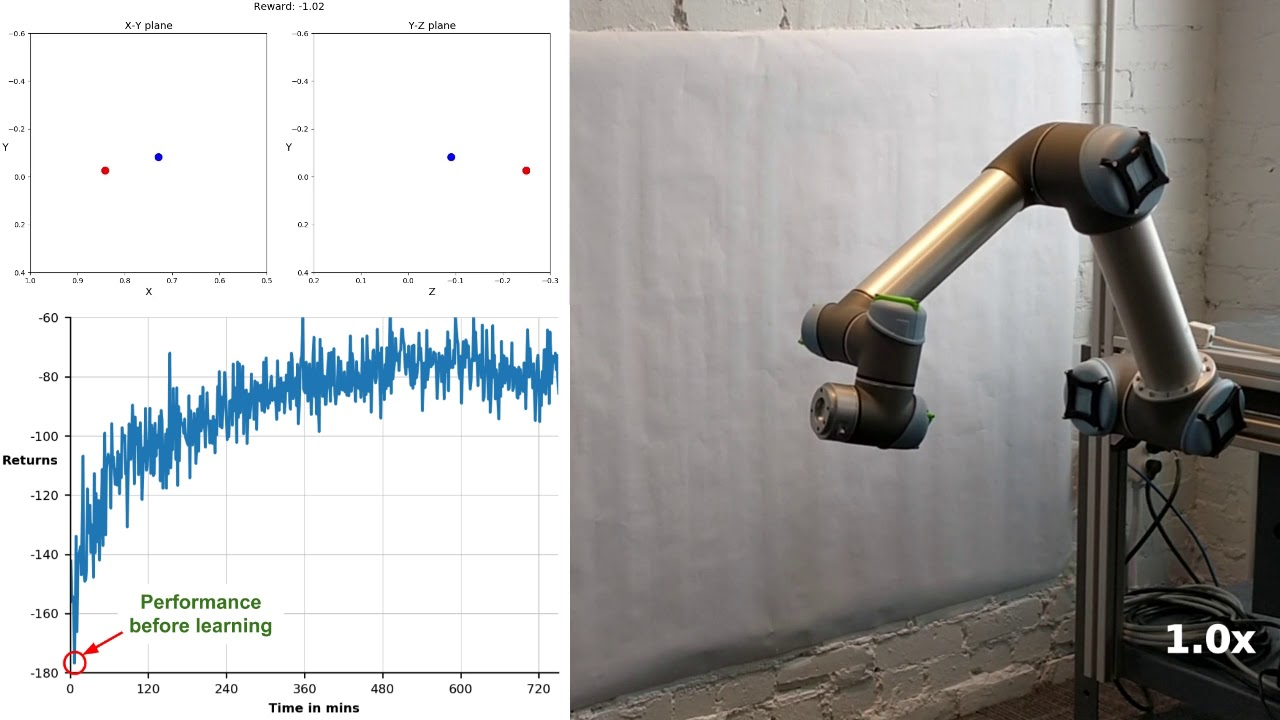 Reward: -1.02
X-Y plane
Y-Z plane
−0.6
−0.4
−0.2
0.0
0.2
0.4
Y
1.0 0.9 0.8 0.7 0.6 0.5
X
−0.6
−0.4
−0.2
0.0
0.2
0.4
Y
0.2 0.1 0.0 −0.1 −0.2 −0.3
Z
-60
-80
-100
Returns
-120
-140
-160
-180
Performance
before learning
0 120 240 360 480 600 720
Time in mins
1.0x